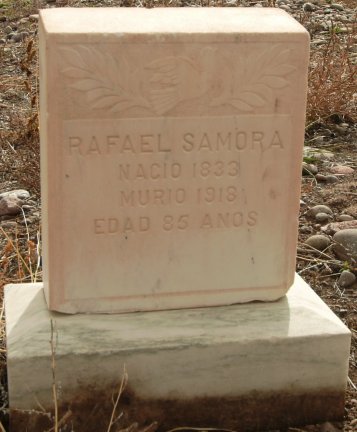 RAFAEL SAMORA
NACIO 1833
MURIO 1918
EDAD 85 ANOS